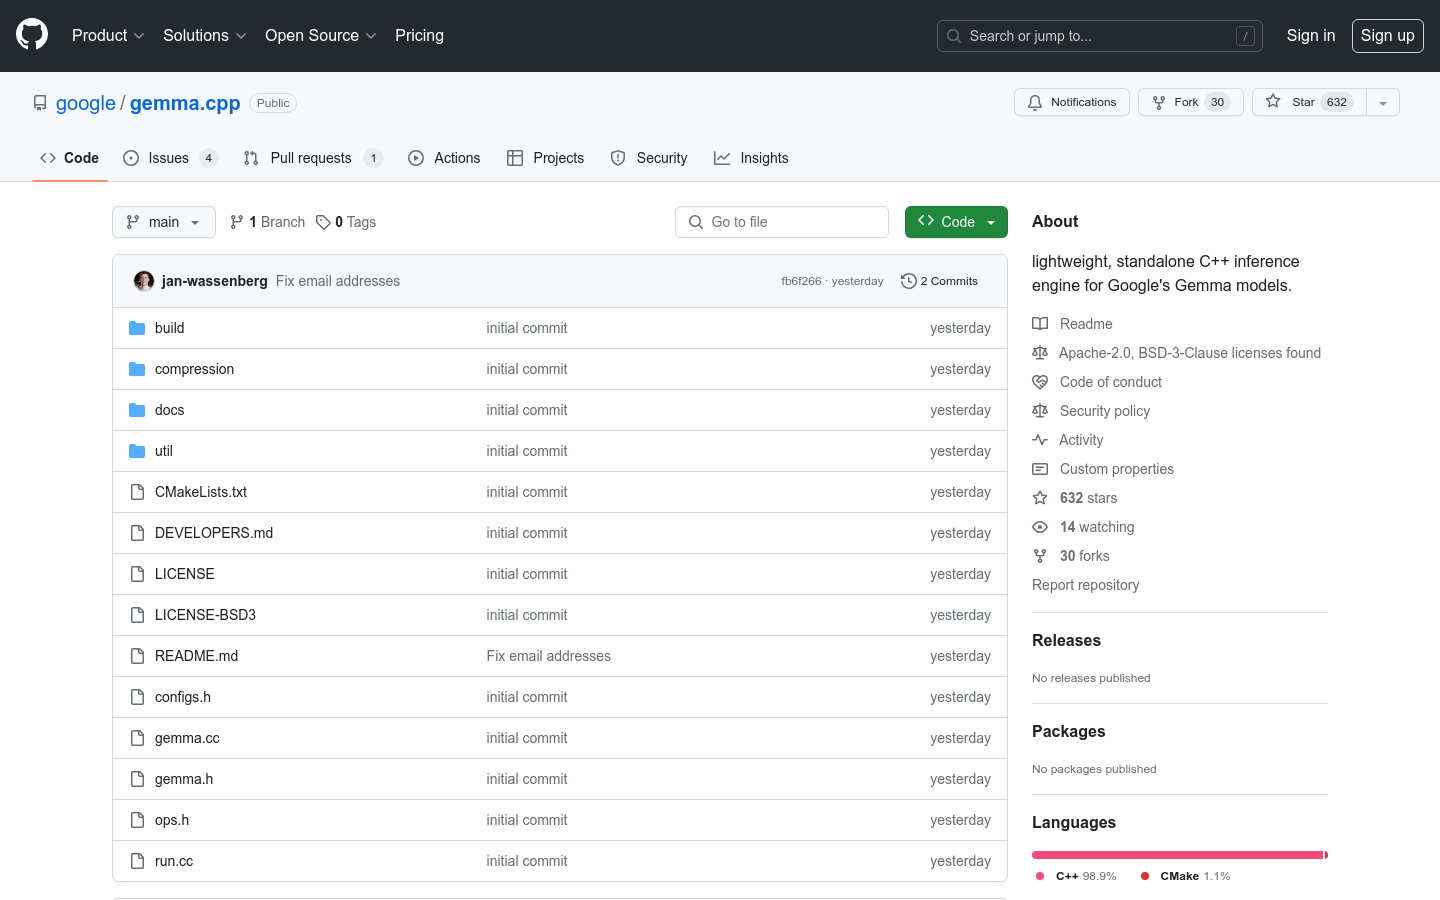 Product Solutions Open Source Pricing Search or jump to... / Sign in Sign up
google / gemma.cpp Public Notifications Fork 30 Star 632
Code Issues 4 Pull requests 1 Actions Projects Security Insights
main 1 Branch 0 Tags Go to file Code
jan-wassenberg Fix email addresses fb6f266 · yesterday 2 Commits
build initial commit yesterday
compression initial commit yesterday
docs initial commit yesterday
util initial commit yesterday
CMakeLists.txt initial commit yesterday
DEVELOPERS.md initial commit yesterday
LICENSE initial commit yesterday
LICENSE-BSD3 initial commit yesterday
README.md Fix email addresses yesterday
configs.h initial commit yesterday
gemma.cc initial commit yesterday
gemma.h initial commit yesterday
ops.h initial commit yesterday
run.cc initial commit yesterday
About
lightweight, standalone C++ inference
engine for Google's Gemma models.
Readme
Apache-2.0, BSD-3-Clause licenses found
Code of conduct
Security policy
Activity
Custom properties
632 stars
14 watching
30 forks
Report repository
Releases
No releases published
Packages
No packages published
Languages
C++ 98.9% CMake 1.1%